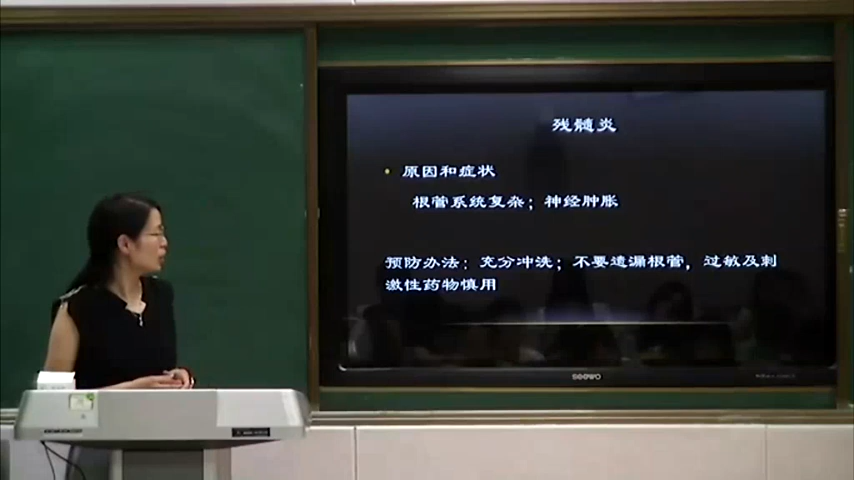 残髓炎
原因和症状
根管系统复杂；神经肿胀
预防办法：充分冲洗；不要遗漏根管，过敏及刺
激性药物慎用
seewo